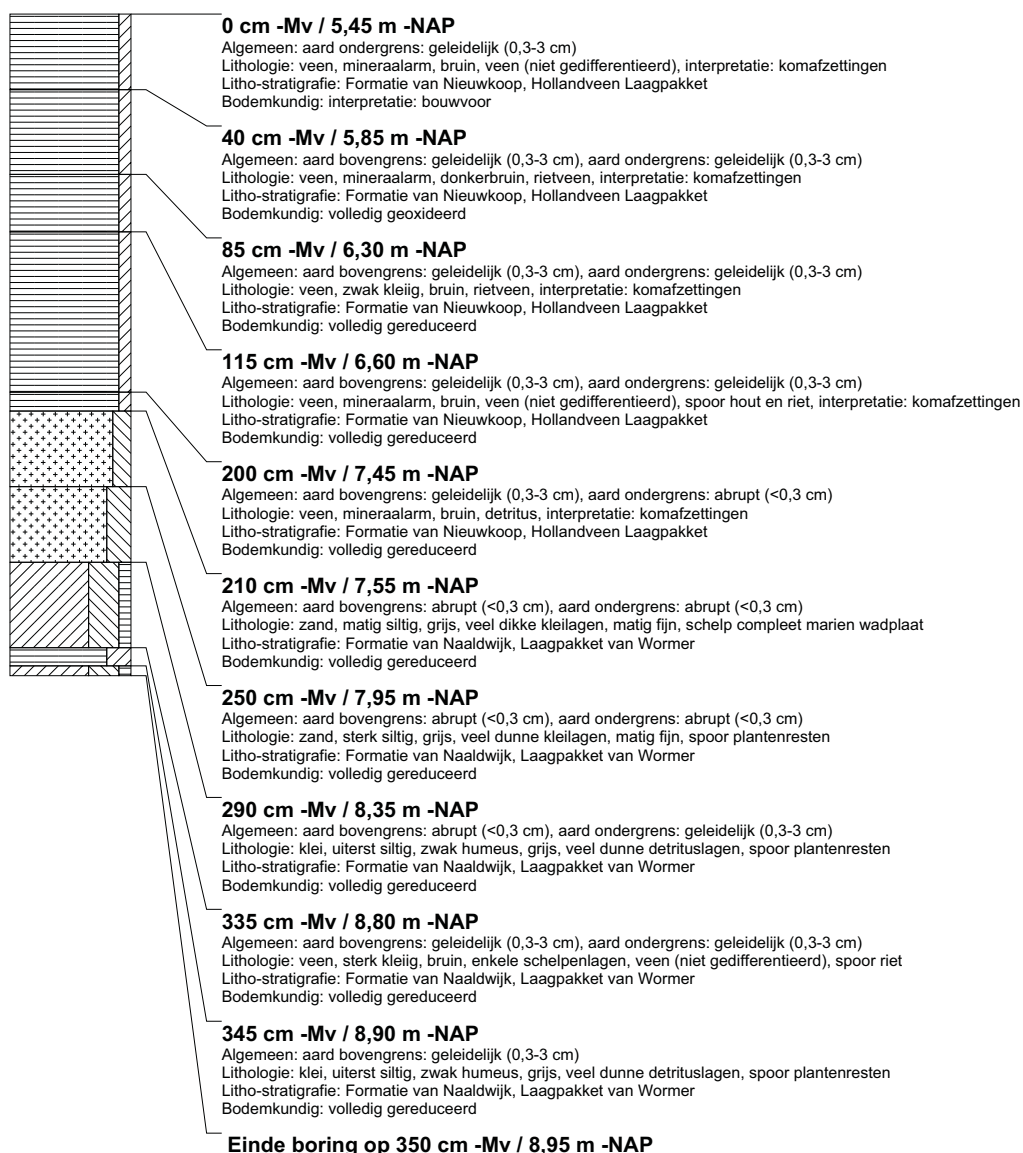 0 cm -Mv / 5,45 m -NAP
Algemeen: aard ondergrens: geleidelijk (0,3-3 cm)
Lithologie: veen, mineraalarm, bruin, veen (niet gedifferentieerd), interpretatie: komafzettingen
Litho-stratigrafie: Formatie van Nieuwkoop, Hollandveen Laagpakket
Bodemkundig: interpretatie: bouwvoor
40 cm -Mv / 5,85 m -NAP
Algemeen: aard bovengrens: geleidelijk (0,3-3 cm), aard ondergrens: geleidelijk (0,3-3 cm)
Lithologie: veen, mineraalarm, donkerbruin, rietveen, interpretatie: komafzettingen
Litho-stratigrafie: Formatie van Nieuwkoop, Hollandveen Laagpakket
Bodemkundig: volledig geoxideerd
85 cm -Mv / 6,30 m -NAP
Algemeen: aard bovengrens: geleidelijk (0,3-3 cm), aard ondergrens: geleidelijk (0,3-3 cm)
Lithologie: veen, zwak kleiig, bruin, rietveen, interpretatie: komafzettingen
Litho-stratigrafie: Formatie van Nieuwkoop, Hollandveen Laagpakket
Bodemkundig: volledig gereduceerd
115 cm -Mv / 6,60 m -NAP
Algemeen: aard bovengrens: geleidelijk (0,3-3 cm), aard ondergrens: geleidelijk (0,3-3 cm)
Lithologie: veen, mineraalarm, bruin, veen (niet gedifferentieerd), spoor hout en riet, interpretatie: komafzettingen
Litho-stratigrafie: Formatie van Nieuwkoop, Hollandveen Laagpakket
Bodemkundig: volledig gereduceerd
200 cm -Mv / 7,45 m -NAP
Algemeen: aard bovengrens: geleidelijk (0,3-3 cm), aard ondergrens: abrupt (<0,3 cm)
Lithologie: veen, mineraalarm, bruin, detritus, interpretatie: komafzettingen
Litho-stratigrafie: Formatie van Nieuwkoop, Hollandveen Laagpakket
Bodemkundig: volledig gereduceerd
210 cm -Mv / 7,55 m -NAP
Algemeen: aard bovengrens: abrupt (<0,3 cm), aard ondergrens: abrupt (<0,3 cm)
Lithologie: zand, matig siltig, grijs, veel dikke kleilagen, matig fijn, schelp compleet marien wadplaat
Litho-stratigrafie: Formatie van Naaldwijk, Laagpakket van Wormer
Bodemkundig: volledig gereduceerd
250 cm -Mv / 7,95 m -NAP
Algemeen: aard bovengrens: abrupt (<0,3 cm), aard ondergrens: abrupt (<0,3 cm)
Lithologie: zand, sterk siltig, grijs, veel dunne kleilagen, matig fijn, spoor plantenresten
Litho-stratigrafie: Formatie van Naaldwijk, Laagpakket van Wormer
Bodemkundig: volledig gereduceerd
290 cm -Mv / 8,35 m -NAP
Algemeen: aard bovengrens: abrupt (<0,3 cm), aard ondergrens: geleidelijk (0,3-3 cm)
Lithologie: klei, uiterst siltig, zwak humeus, grijs, veel dunne detrituslagen, spoor plantenresten
Litho-stratigrafie: Formatie van Naaldwijk, Laagpakket van Wormer
Bodemkundig: volledig gereduceerd
335 cm -Mv / 8,80 m -NAP
Algemeen: aard bovengrens: geleidelijk (0,3-3 cm), aard ondergrens: geleidelijk (0,3-3 cm)
Lithologie: veen, sterk kleiig, bruin, enkele schelpenlagen, veen (niet gedifferentieerd), spoor riet
Litho-stratigrafie: Formatie van Naaldwijk, Laagpakket van Wormer
Bodemkundig: volledig gereduceerd
345 cm -Mv / 8,90 m -NAP
Algemeen: aard bovengrens: geleidelijk (0,3-3 cm)
Lithologie: klei, uiterst siltig, zwak humeus, grijs, veel dunne detrituslagen, spoor plantenresten
Litho-stratigrafie: Formatie van Naaldwijk, Laagpakket van Wormer
Bodemkundig: volledig gereduceerd
Einde boring op 350 cm -Mv / 8,95 m -NAP